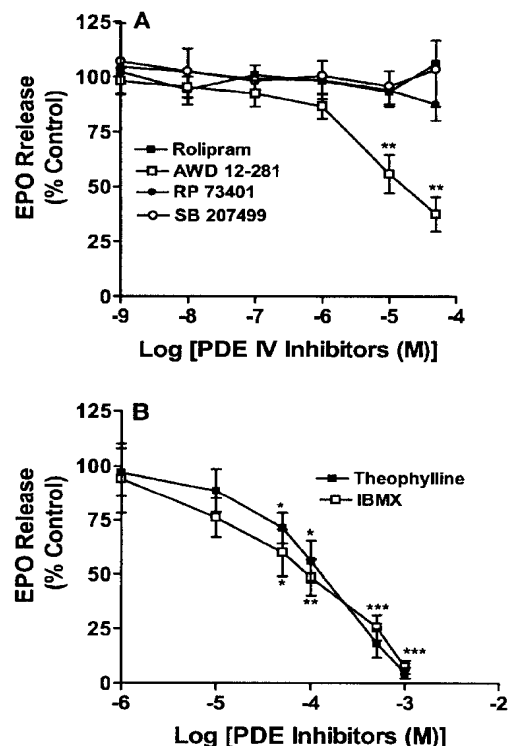 A
125
100
75
50
25
0
EPO Rrelease
(% Control)
Rolipram
AWD 12-281
RP 73401
SB 207499
**
**
-9 -8 -7 -6 -5 -4
Log [PDE IV Inhibitors (M)]
B
125
100
75
50
25
0
EPO Release
(% Control)
Theophylline
IBMX
* *
* **
***
***
-6 -5 -4 -3 -2
Log [PDE Inhibitors (M)]